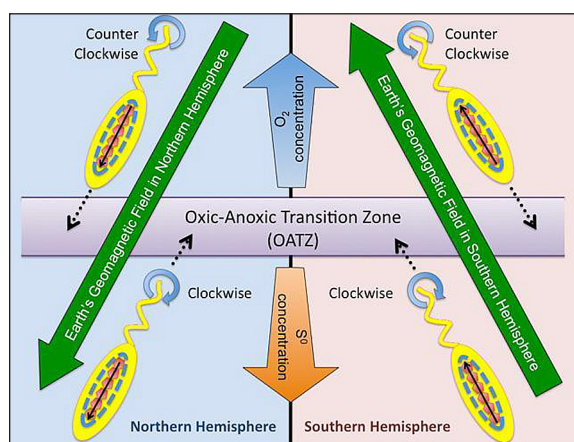 Counter
Clockwise
Counter
Clockwise
Earth's Geomagnetic Field in Northern Hemisphere
O2
concentration
Earth's Geomagnetic Field in Southern Hemisphere
Oxic-Anoxic Transition Zone
(OATZ)
Clockwise
S0
concentration
Clockwise
Northern Hemisphere
Southern Hemisphere